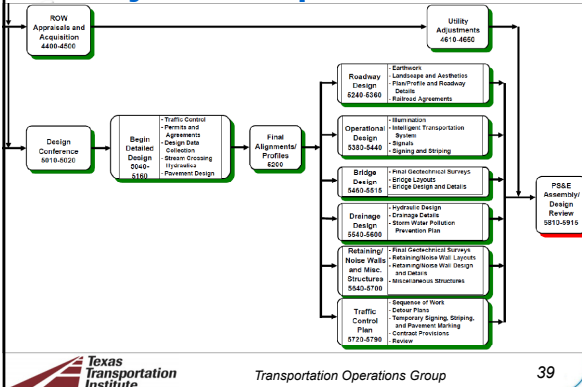 ROW
Appraisals and
Acquisition
4400-4500
Utility
Adjustments
4610-4650
Design
Conference
5010-5020
Begin
Detailed
Design
5040-
5160
- Traffic Control
- Permits and
Agreements
- Design Data
Collection
- Stream Crossing
Hydraulics
- Pavement Design
Final
Alignments/
Profiles
5200
Roadway
Design
5240-5360
- Earthwork
- Landscape and Aesthetics
- Plan/Profile and Roadway
Details
- Railroad Agreements
Operational
Design
5380-5440
- Illumination
- Intelligent Transportation
System
- Signals
- Signing and Striping
Bridge
Design
5460-5515
- Final Geotechnical Surveys
- Bridge Layouts
- Bridge Design and Details
Drainage
Design
5540-5600
- Hydraulic Design
- Drainage Details
- Storm Water Pollution
Prevention Plan
Retaining/
Noise Walls
and Misc.
Structures
5640-5700
- Final Geotechnical Surveys
- Retaining/Noise Wall Layouts
- Retaining/Noise Wall Design
and Details
- Miscellaneous Structures
Traffic
Control
Plan
5720-5790
- Sequence of Work
- Detour Plans
- Temporary Signing, Striping,
and Pavement Marking
- Contract Provisions
- Review
PS&E
Assembly/
Design
Review
5810-5915
Texas
Transportation
Institute
Transportation Operations Group
39